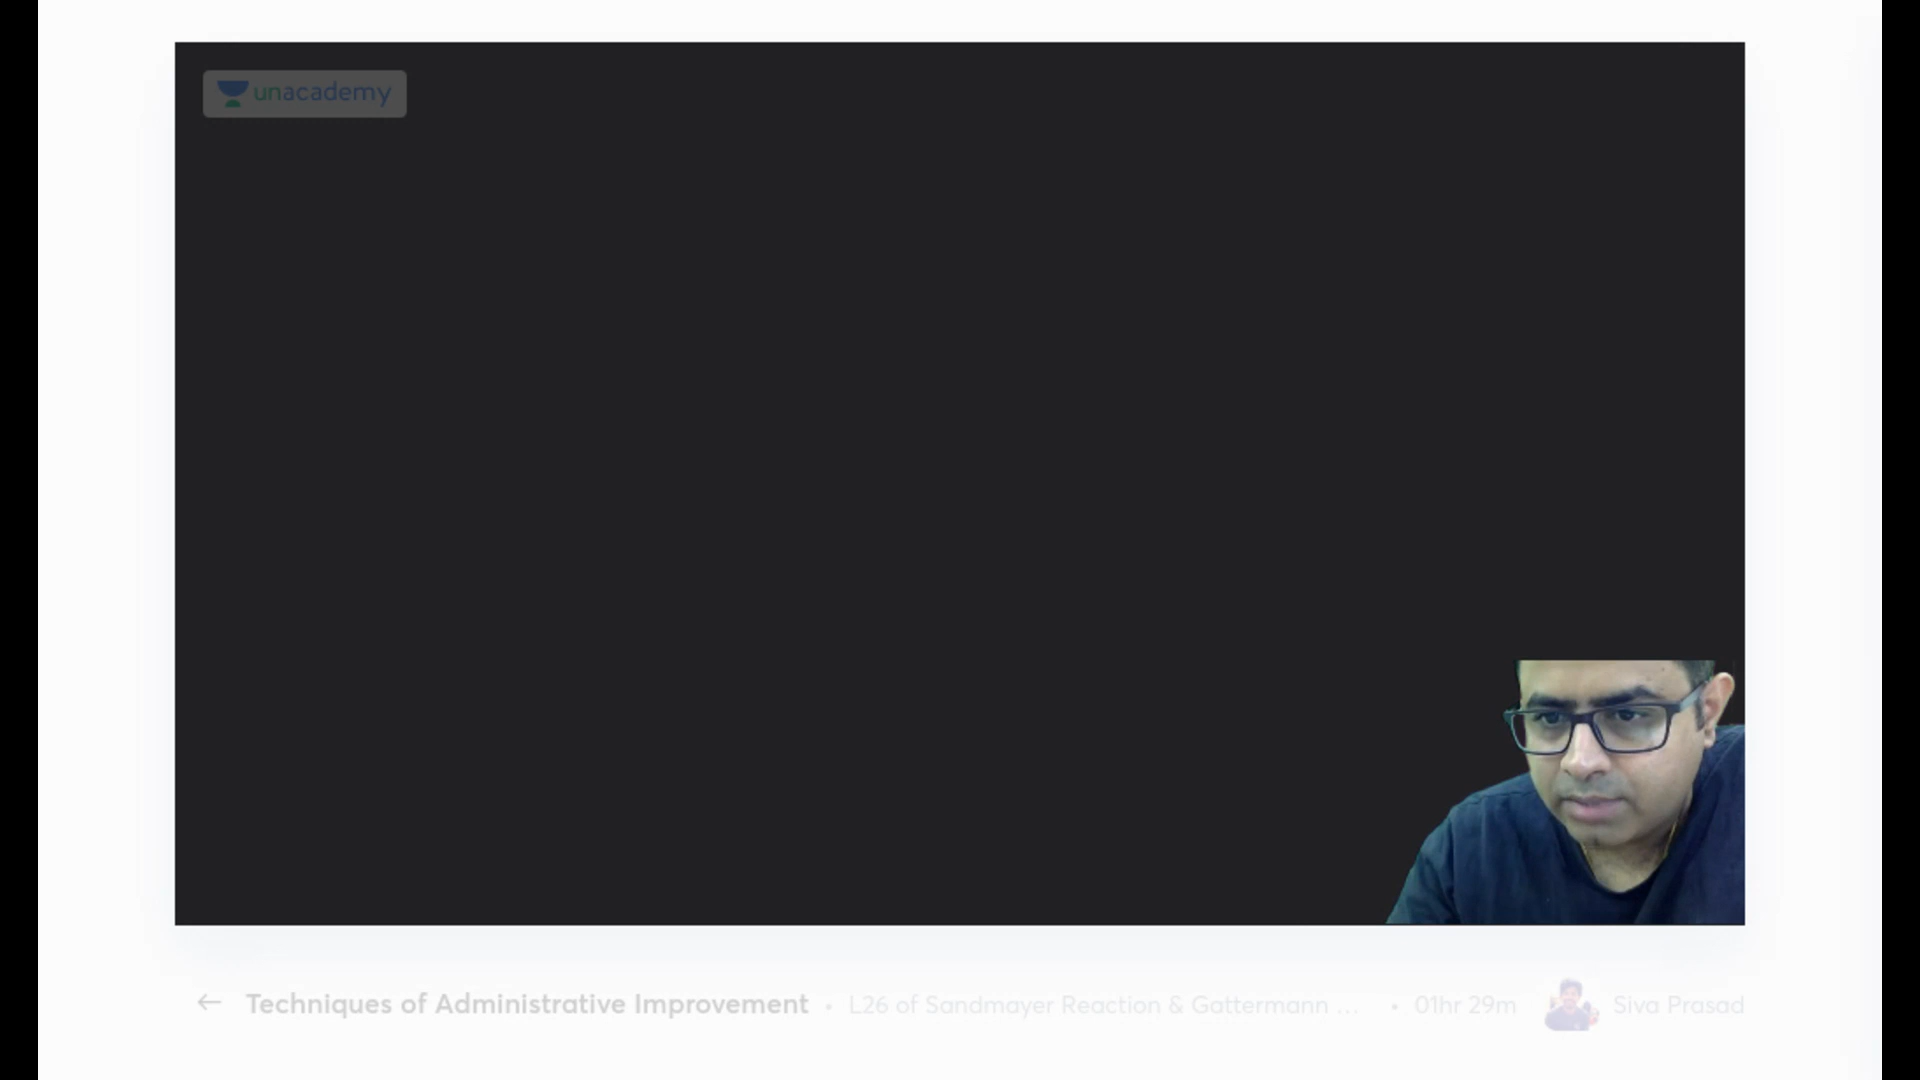 unacademy
Techniques of Administrative Improvement • L26 of Sandmayer Reaction & Gattermann ... • 01hr 29m Siva Prasad